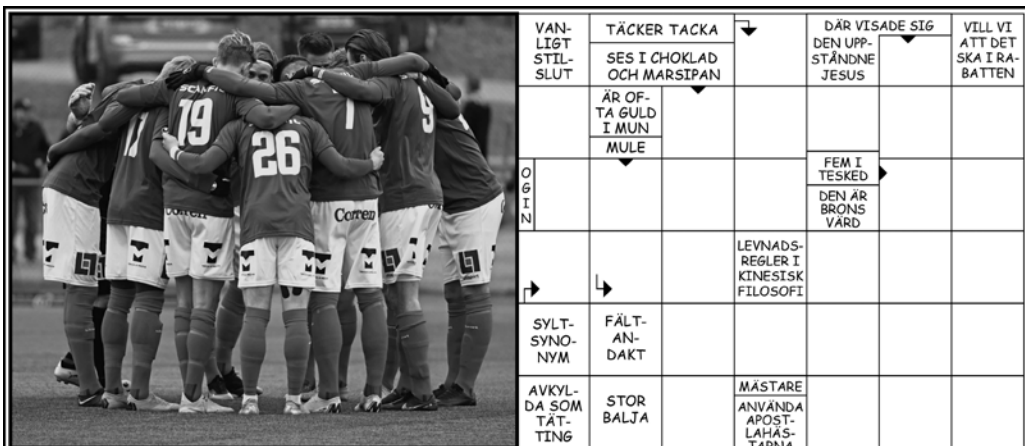 VAN-
LIGT
STIL-
SLUT
TÄCKER TACKA
SES I CHOKLAD
OCH MARSIPAN
DÄR VISADE SIG
DEN UPP-
STÅNDNE
JESUS
VILL VI
ATT DET
SKA I RA-
BATTEN
ÄR OF-
TA GULD
I MUN
MULE
O
G
I
N
FEM I
TESKED
DEN ÄR
BRONS
VÄRD
LEVNADS-
REGLER I
KINESISK
FILOSOFI
SYLT-
SYNO-
NYM
FÄLT-
AN-
DAKT
AVKYL-
DA SOM
TÄT-
TING
STOR
BALJA
MÄSTARE
ANVÄNDA
APOST-
LAHÄS-
TARNA
19
1
9
11
26
Corren
Corren